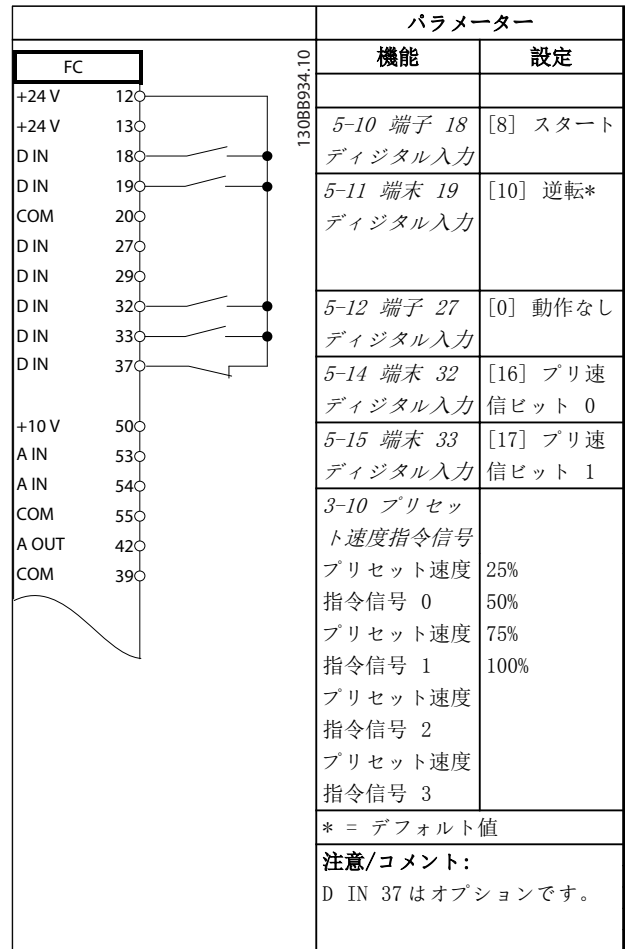 パラメーター
機能 設定
FC
130BB934.10
+24 V 12
+24 V 13
D IN 18
D IN 19
COM 20
D IN 27
D IN 29
D IN 32
D IN 33
D IN 37
+10 V 50
A IN 53
A IN 54
COM 55
A OUT 42
COM 39
5-10 端子 18 [8] スタート
ディジタル入力
5-11 端末 19 [10] 逆転*
ディジタル入力
5-12 端子 27 [0] 動作なし
ディジタル入力
5-14 端末 32 [16] プリ速
ディジタル入力 信ビット 0
5-15 端末 33 [17] プリ速
ディジタル入力 信ビット 1
3-10 プリセッ
ト速度指令信号
プリセット速度 25%
指令信号 0 50%
プリセット速度 75%
指令信号 1 100%
プリセット速度
指令信号 2
プリセット速度
指令信号 3
* = デフォルト値
注意/コメント:
D IN 37はオプションです。